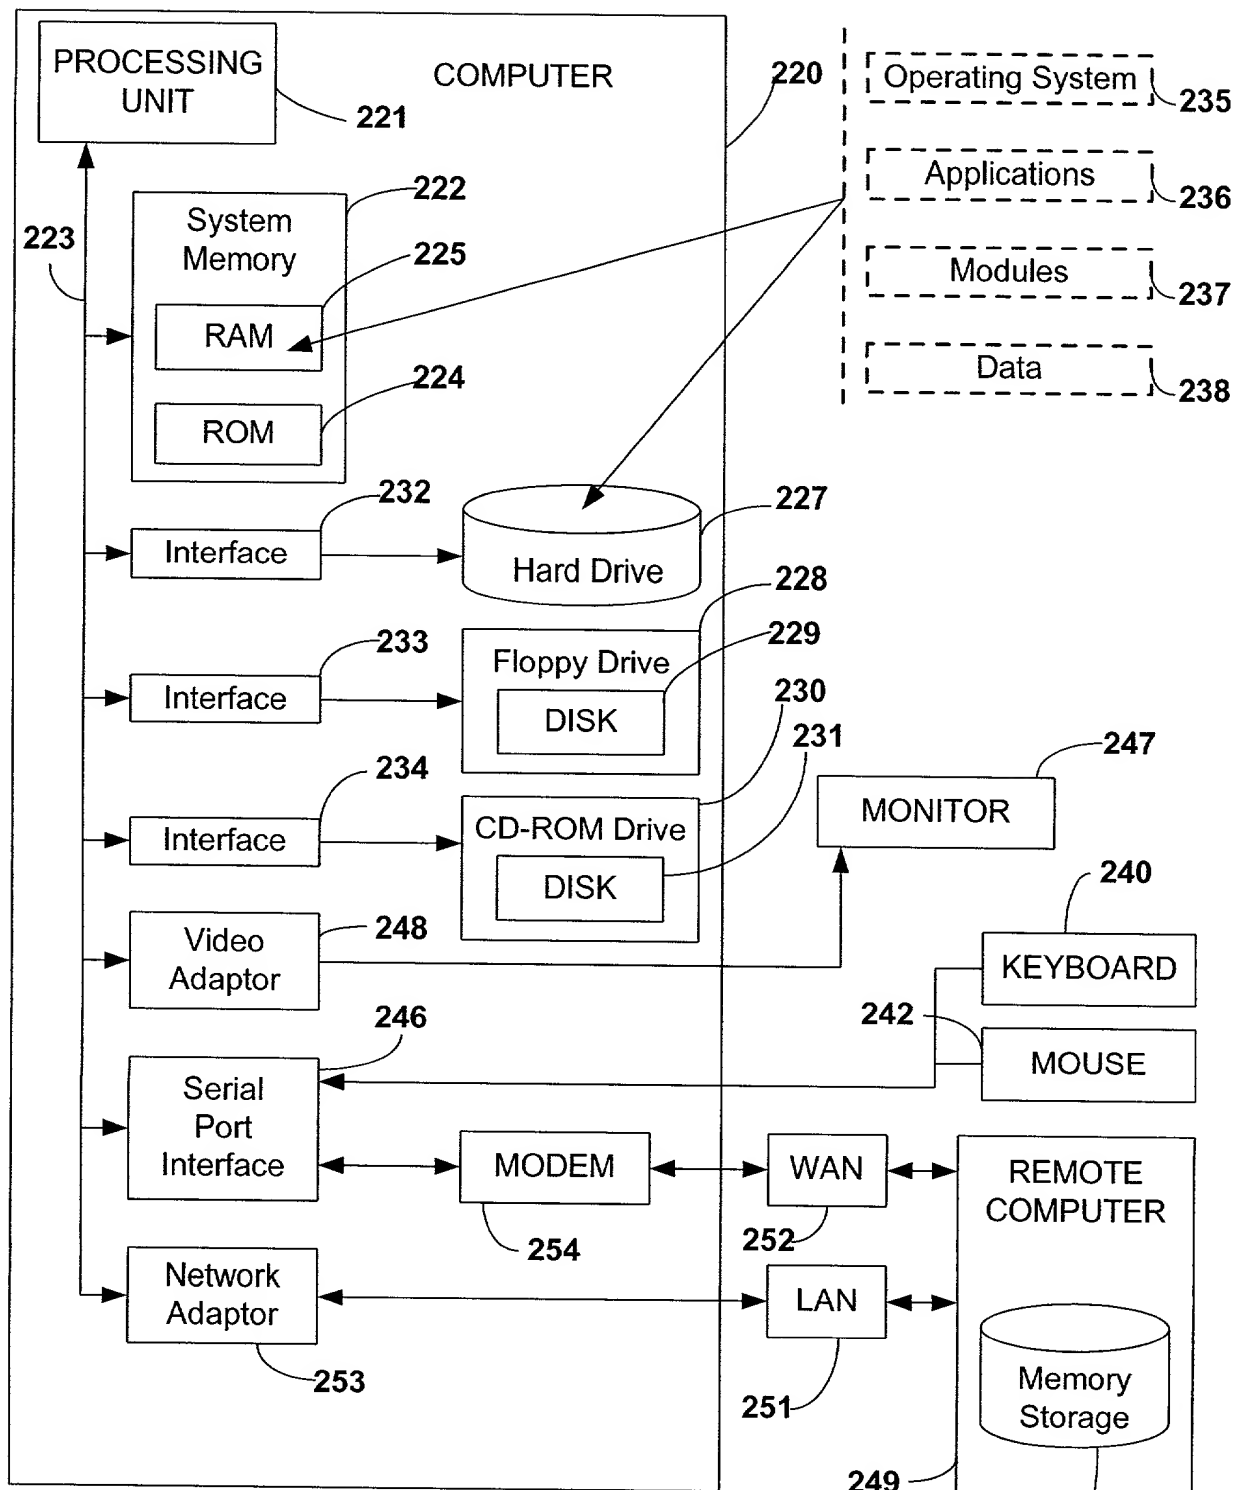 PROCESSING
UNIT
COMPUTER
220
221
Operating System
235
Applications
236
Modules
237
Data
238
222
System
Memory
223
225
RAM
224
ROM
232
Interface
227
Hard Drive
228
233
Interface
Floppy Drive
229
DISK
230
231
234
Interface
CD-ROM Drive
DISK
247
MONITOR
248
Video
Adaptor
240
KEYBOARD
242
MOUSE
246
Serial
Port
Interface
MODEM
254
WAN
252
REMOTE
COMPUTER
Network
Adaptor
253
LAN
251
Memory
Storage
249